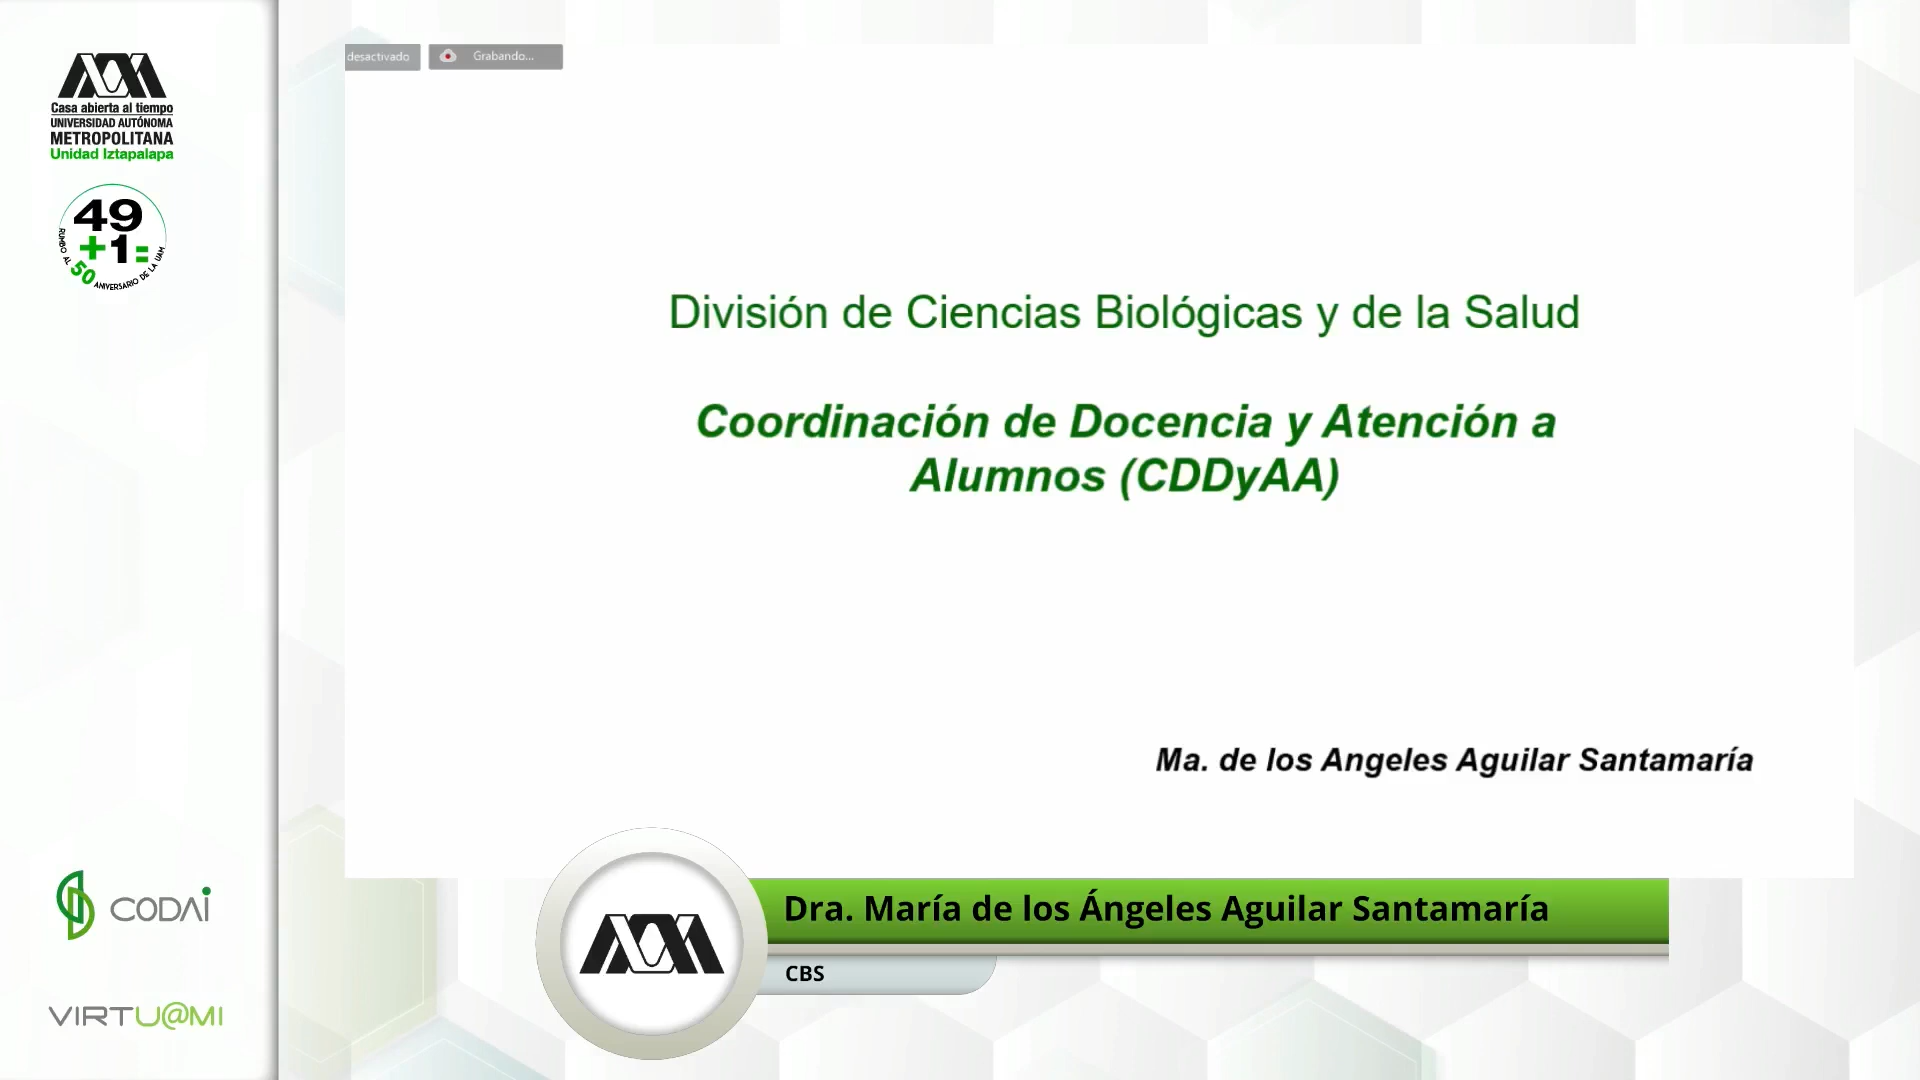 Casa abierta al tiempo
UNIVERSIDAD AUTÓNOMA
METROPOLITANA
Unidad Iztapalapa
49
+1=
RUMBO AL 50 ANIVERSARIO DE LA UAM
desactivado
Grabando...
División de Ciencias Biológicas y de la Salud
Coordinación de Docencia y Atención a
Alumnos (CDDyAA)
Ma. de los Angeles Aguilar Santamaría
Dra. María de los Ángeles Aguilar Santamaría
CBS
CODAI
VIRTU@MI